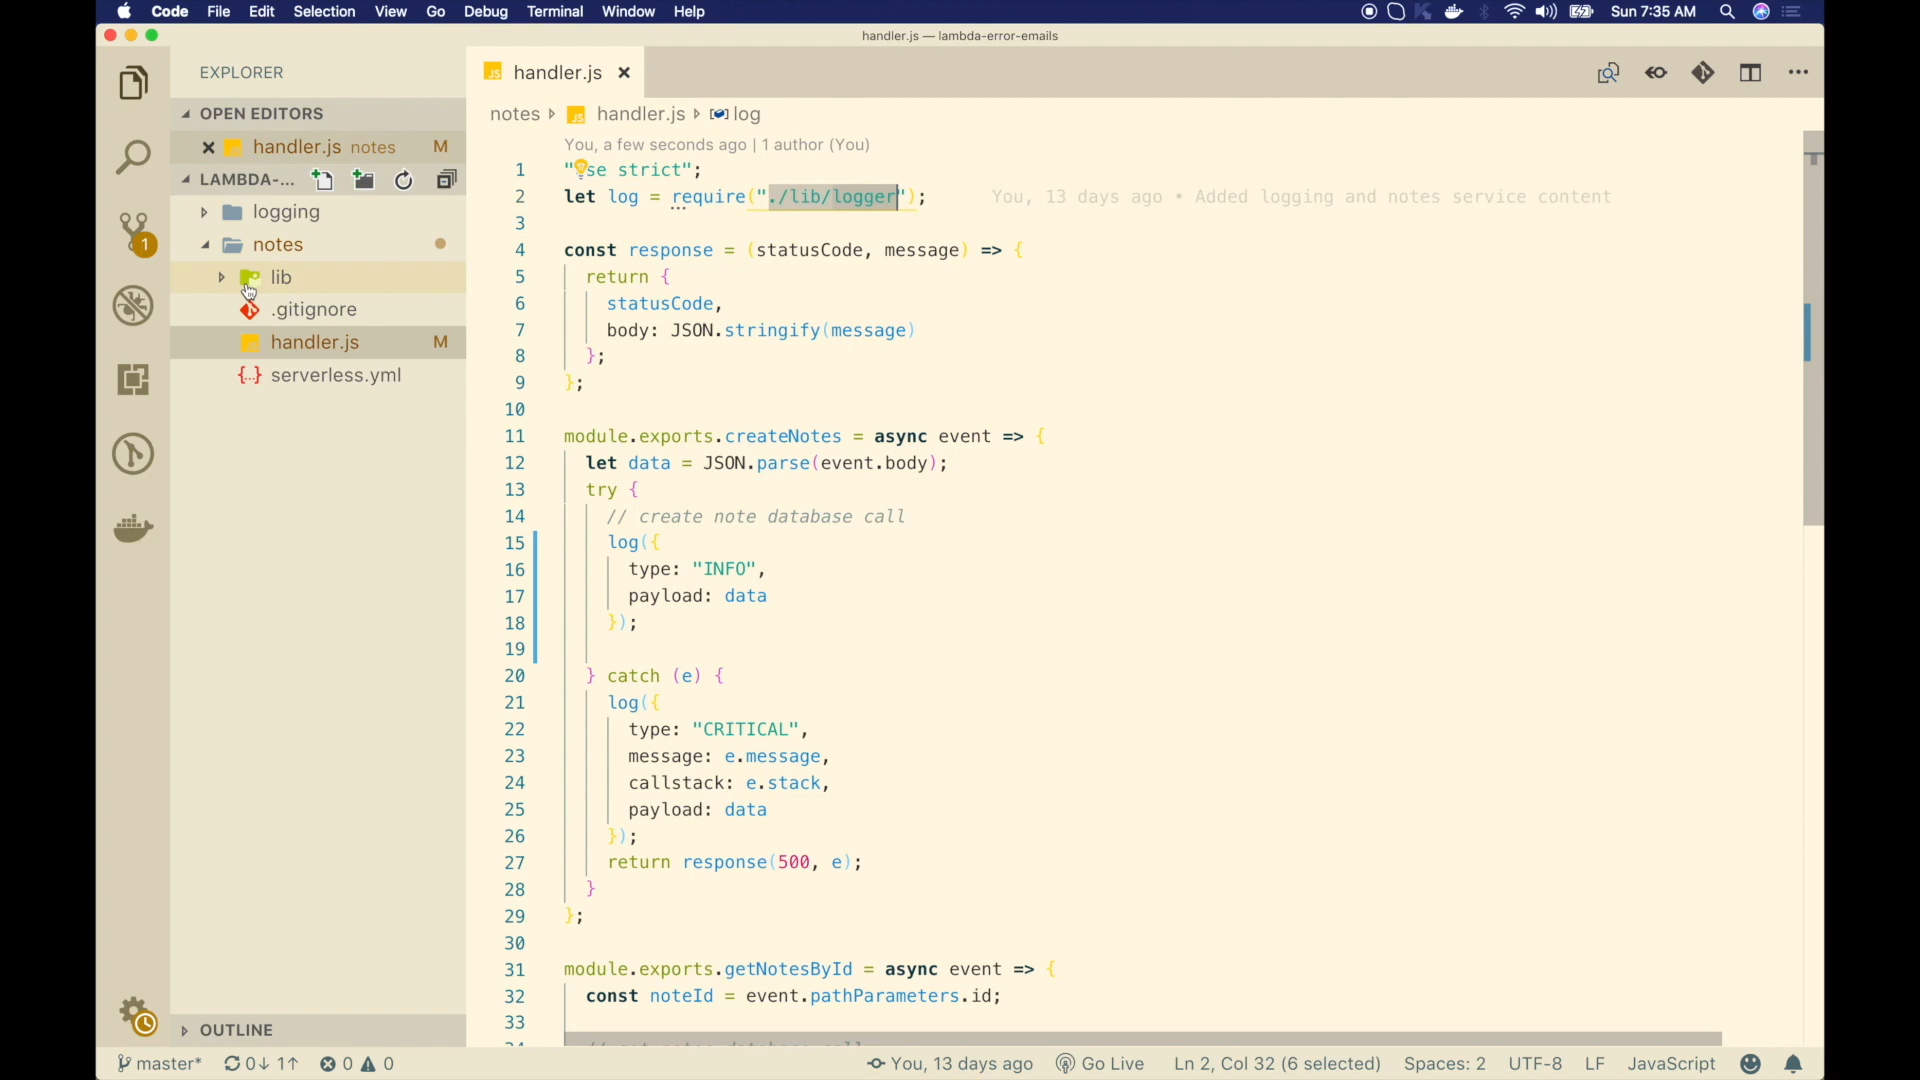 Code File Edit Selection View Go Debug Terminal Window Help
Sun 7:35 AM
handler.js — lambda-error-emails
EXPLORER
OPEN EDITORS
handler.js notes M
LAMBDA-...
logging
notes
lib
.gitignore
handler.js M
{..} serverless.yml
OUTLINE
1
JS handler.js
notes JS handler.js log
You, a few seconds ago | 1 author (You)
1 "se strict";
2 let log = require("./lib/logger"); You, 13 days ago • Added logging and notes service content
3
4 const response = (statusCode, message) => {
5 return {
6 statusCode,
7 body: JSON.stringify(message)
8 };
9 };
10
11 module.exports.createNotes = async event => {
12 let data = JSON.parse(event.body);
13 try {
14 // create note database call
15 log({
16 type: "INFO",
17 payload: data
18 });
19
20 } catch (e) {
21 log({
22 type: "CRITICAL",
23 message: e.message,
24 callstack: e.stack,
25 payload: data
26 });
27 return response(500, e);
28 }
29 };
30
31 module.exports.getNotesById = async event => {
32 const noteId = event.pathParameters.id;
33
master* 0↓ 1↑ 0 0 You, 13 days ago Go Live Ln 2, Col 32 (6 selected) Spaces: 2 UTF-8 LF JavaScript